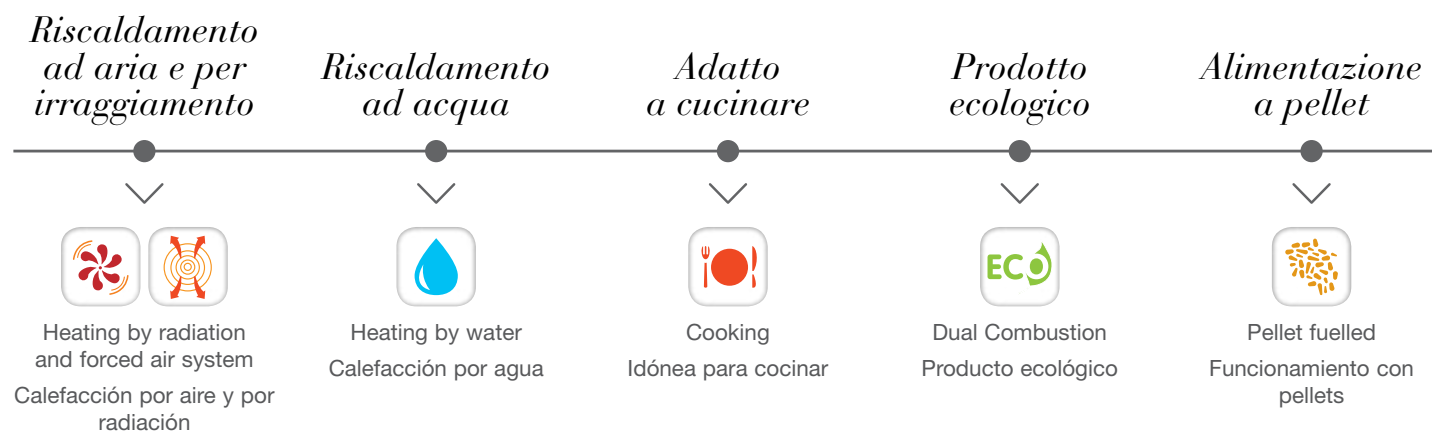 Riscaldamento
ad aria e per
irraggiamento
Riscaldamento
ad acqua
Adatto
a cucinare
Prodotto
ecologico
Alimentazione
a pellet
Heating by radiation
and forced air system
Calefacción por aire y por
radiación
Heating by water
Calefacción por agua
Cooking
Idónea para cocinar
ECO
Dual Combustion
Producto ecológico
Pellet fuelled
Funcionamiento con
pellets